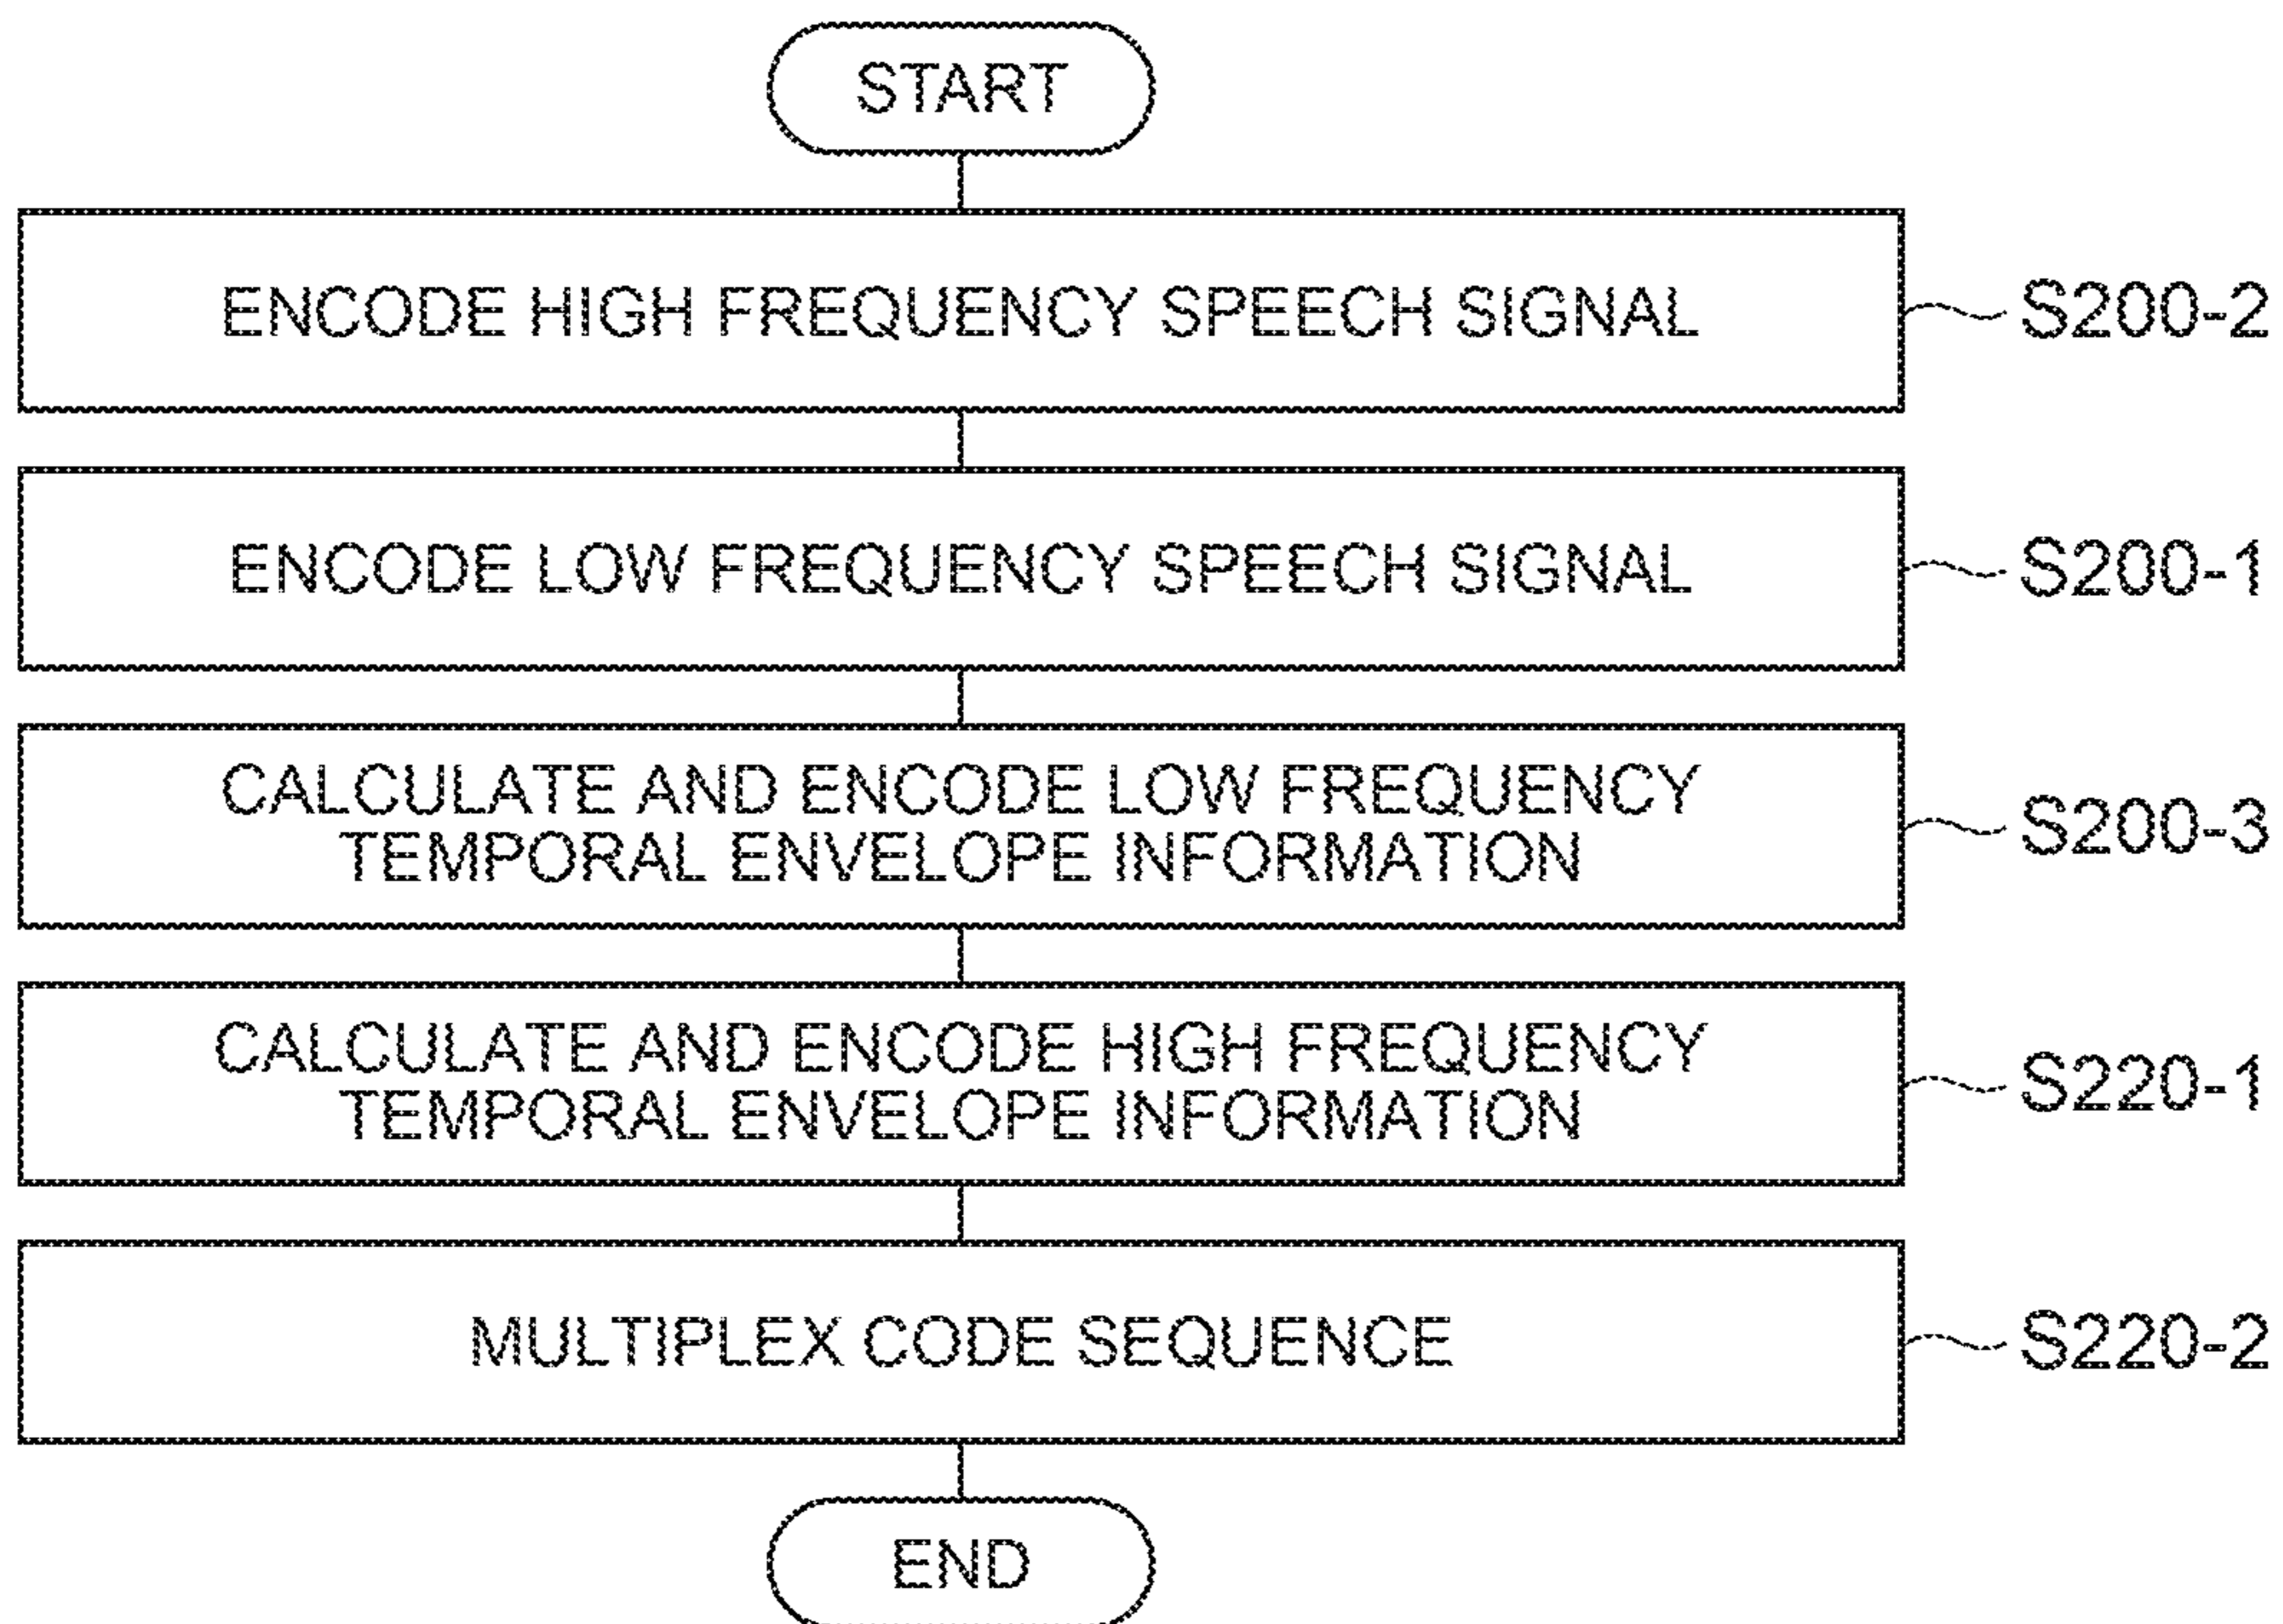 START
ENCODE HIGH FREQUENCY SPEECH SIGNAL
S200-2
ENCODE LOW FREQUENCY SPEECH SIGNAL
S200-1
CALCULATE AND ENCODE LOW FREQUENCY
TEMPORAL ENVELOPE INFORMATION
S200-3
CALCULATE AND ENCODE HIGH FREQUENCY
TEMPORAL ENVELOPE INFORMATION
S220-1
MULTIPLEX CODE SEQUENCE
S220-2
END